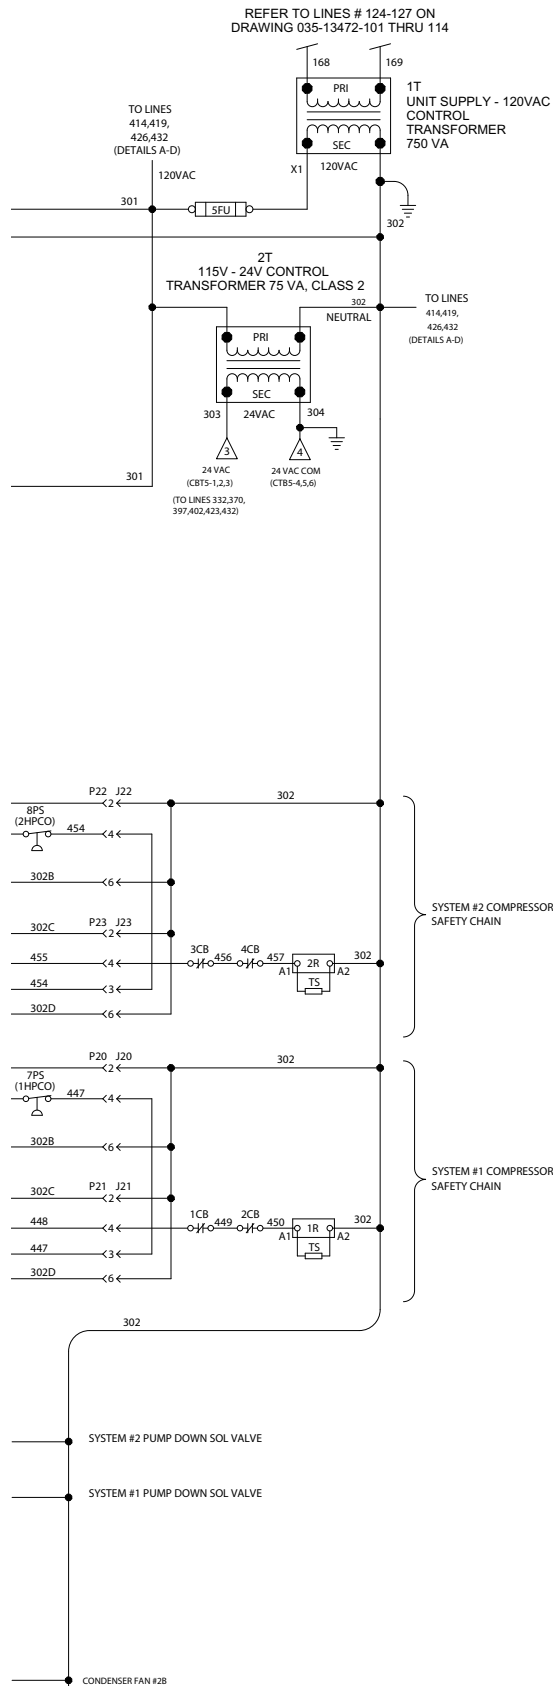 REFER TO LINES # 124-127 ON
DRAWING 035-13472-101 THRU 114
168
169
PRI
SEC
1T
UNIT SUPPLY - 120VAC
CONTROL
TRANSFORMER
750 VA
TO LINES
414,419,
426,432
(DETAILS A-D)
120VAC
X1
120VAC
301
5FU
302
2T
115V - 24V CONTROL
TRANSFORMER 75 VA, CLASS 2
302
NEUTRAL
TO LINES
414,419,
426,432
(DETAILS A-D)
PRI
SEC
303
24VAC
304
3
4
24 VAC
(CBT5-1,2,3)
(TO LINES 332,370,
397,402,423,432)
24 VAC COM
(CTB5-4,5,6)
301
P22 J22
2
302
8PS
(2HPCO)
454
4
302B
6
302C
P23 J23
2
455
4
3CB
456
4CB
457
A1
2R
A2
302
TS
454
3
302D
6
SYSTEM #2 COMPRESSOR
SAFETY CHAIN
P20 J20
2
302
7PS
(1HPCO)
447
4
302B
6
302C
P21 J21
2
448
4
1CB
449
2CB
450
A1
1R
A2
302
TS
447
3
302D
6
SYSTEM #1 COMPRESSOR
SAFETY CHAIN
302
SYSTEM #2 PUMP DOWN SOL VALVE
SYSTEM #1 PUMP DOWN SOL VALVE
CONDENSER FAN #2B